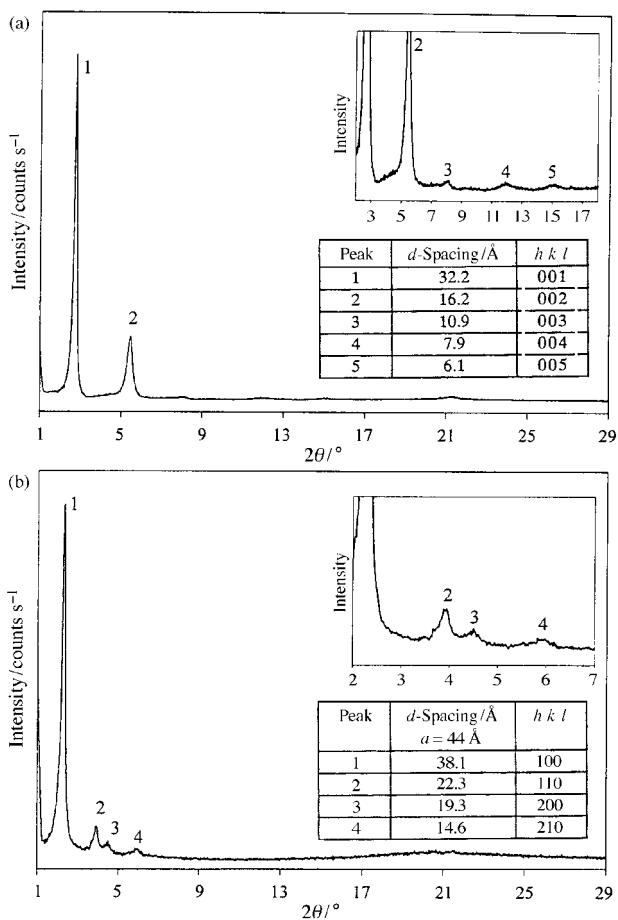 (a)
Intensity/counts s⁻¹
1
2
Intensity
2
3
4
5
3 5 7 9 11 13 15 17
Peak d-Spacing/Å h k l
1 32.2 001
2 16.2 002
3 10.9 003
4 7.9 004
5 6.1 005
1 5 9 13 17 21 25 29
2θ/°
(b)
Intensity/counts s⁻¹
1
2
3
4
Intensity
2
3
4
2 3 4 5 6 7
Peak d-Spacing/Å h k l
a = 44 Å
1 38.1 100
2 22.3 110
3 19.3 200
4 14.6 210
1 5 9 13 17 21 25 29
2θ/°